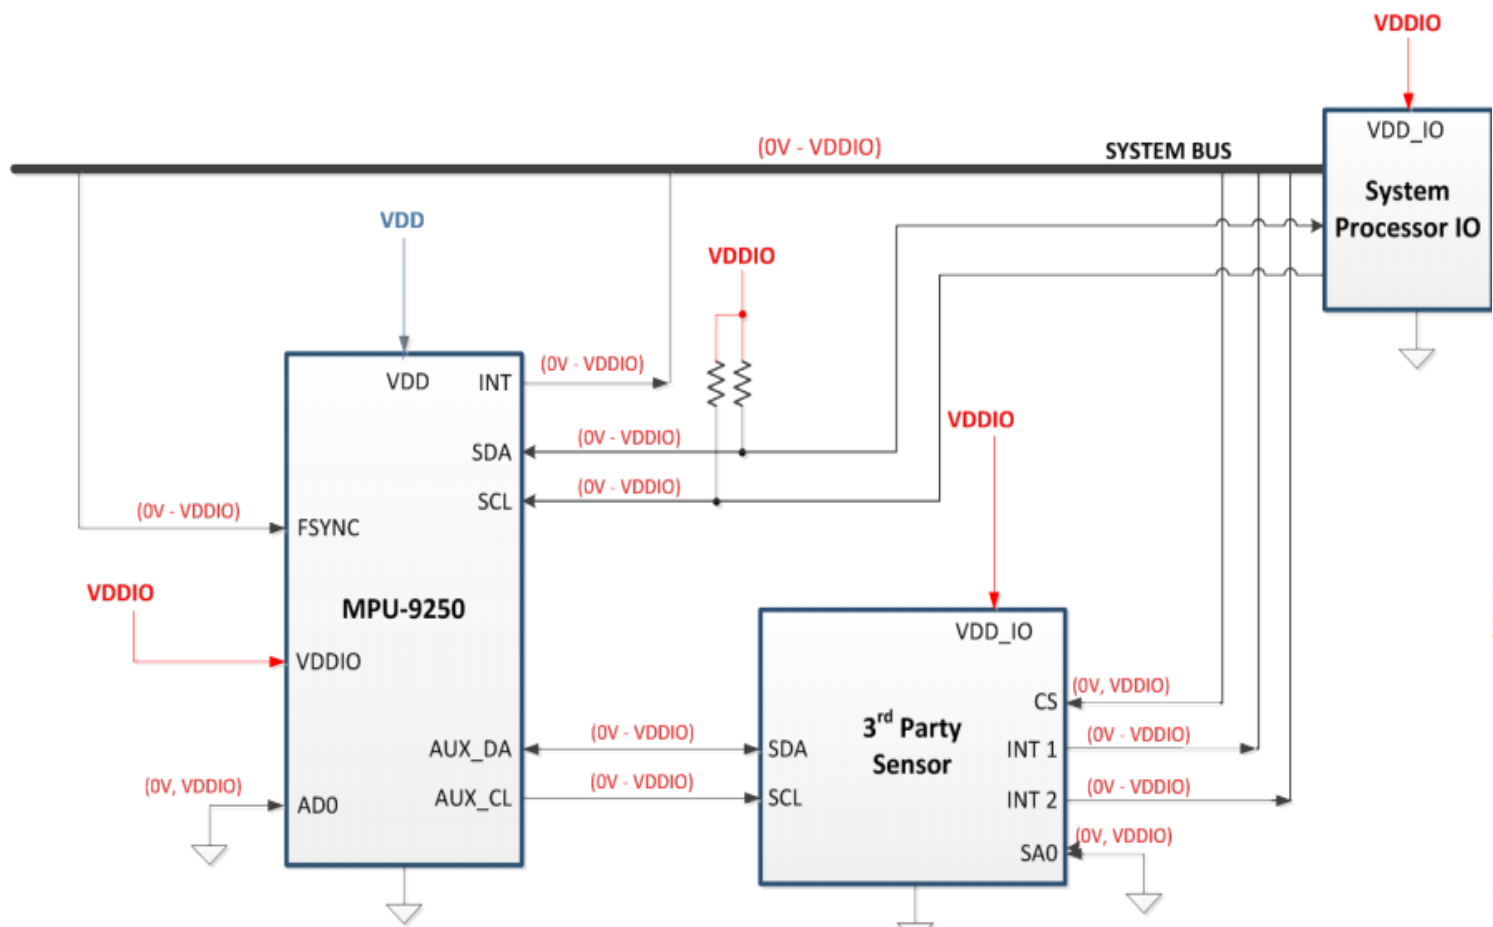 VDDIO
VDD_IO
System
Processor IO
(0V - VDDIO)
SYSTEM BUS
VDD
VDDIO
VDD
INT
(0V - VDDIO)
SDA
(0V - VDDIO)
SCL
(0V - VDDIO)
(0V - VDDIO)
FSYNC
VDDIO
MPU-9250
VDDIO
AUX_DA
(0V - VDDIO)
AUX_CL
(0V - VDDIO)
(0V, VDDIO)
AD0
VDDIO
VDD_IO
3rd Party
Sensor
SDA
SCL
CS
(0V, VDDIO)
INT 1
(0V - VDDIO)
INT 2
(0V - VDDIO)
SA0
(0V, VDDIO)